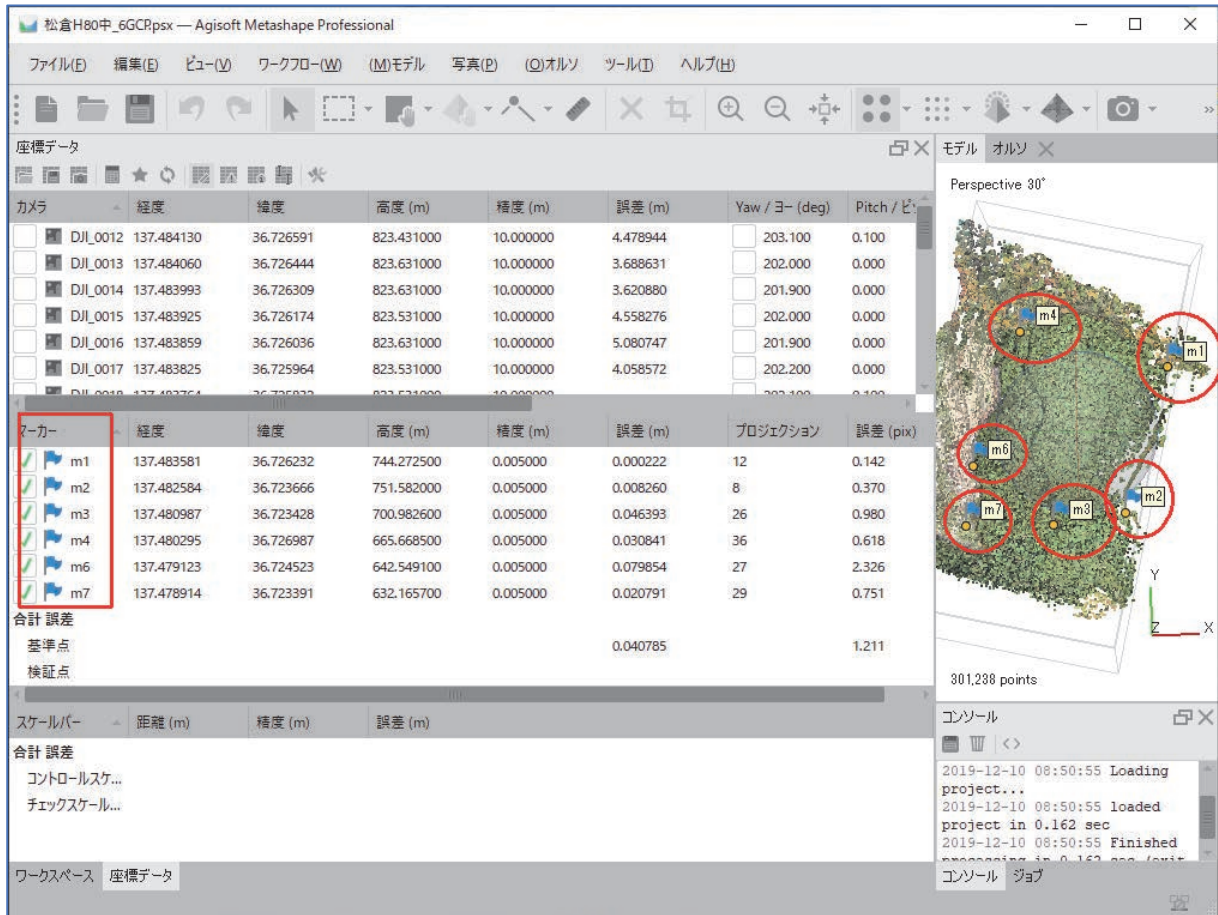 松倉H80中_6GCP.psx — Agisoft Metashape Professional
ファイル(F) 編集(E) ビュー(V) ワークフロー(W) (M)モデル 写真(P) (O)オルソ ツール(T) ヘルプ(H)
座標データ
カメラ 経度 緯度 高度 (m) 精度 (m) 誤差 (m) Yaw / ヨー (deg) Pitch / ピッ
DJI_0012 137.484130 36.726591 823.431000 10.000000 4.478944 203.100 0.100
DJI_0013 137.484060 36.726444 823.631000 10.000000 3.688631 202.000 0.000
DJI_0014 137.483993 36.726309 823.631000 10.000000 3.620880 201.900 0.000
DJI_0015 137.483925 36.726174 823.531000 10.000000 4.558276 202.000 0.000
DJI_0016 137.483859 36.726036 823.631000 10.000000 5.080747 201.900 0.000
DJI_0017 137.483825 36.725964 823.531000 10.000000 4.058572 202.200 0.000
マーカー 経度 緯度 高度 (m) 精度 (m) 誤差 (m) プロジェクション 誤差 (pix)
m1 137.483581 36.726232 744.272500 0.005000 0.000222 12 0.142
m2 137.482584 36.723666 751.582000 0.005000 0.008260 8 0.370
m3 137.480987 36.723428 700.982600 0.005000 0.046393 26 0.980
m4 137.480295 36.726987 665.668500 0.005000 0.030841 36 0.618
m6 137.479123 36.724523 642.549100 0.005000 0.079854 27 2.326
m7 137.478914 36.723391 632.165700 0.005000 0.020791 29 0.751
合計 誤差
基準点 0.040785 1.211
検証点
スケールバー 距離 (m) 精度 (m) 誤差 (m)
合計 誤差
コントロールスケ...
チェックスケール...
ワークスペース 座標データ
モデル オルソ
Perspective 30°
m4
m1
m6
m2
m7
m3
Y
Z
X
301,238 points
コンソール
2019-12-10 08:50:55 Loading
project...
2019-12-10 08:50:55 loaded
project in 0.162 sec
2019-12-10 08:50:55 Finished
コンソール ジョブ